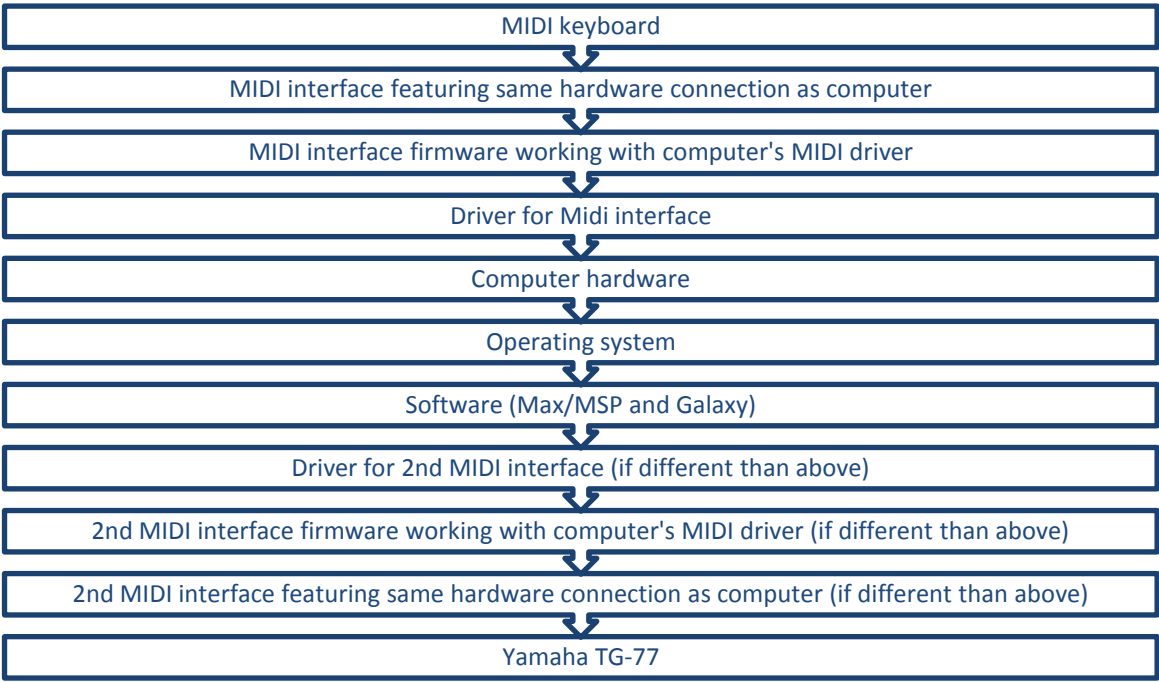 MIDI keyboard
MIDI interface featuring same hardware connection as computer
MIDI interface firmware working with computer's MIDI driver
Driver for Midi interface
Computer hardware
Operating system
Software (Max/MSP and Galaxy)
Driver for 2nd MIDI interface (if different than above)
2nd MIDI interface firmware working with computer's MIDI driver (if different than above)
2nd MIDI interface featuring same hardware connection as computer (if different than above)
Yamaha TG-77